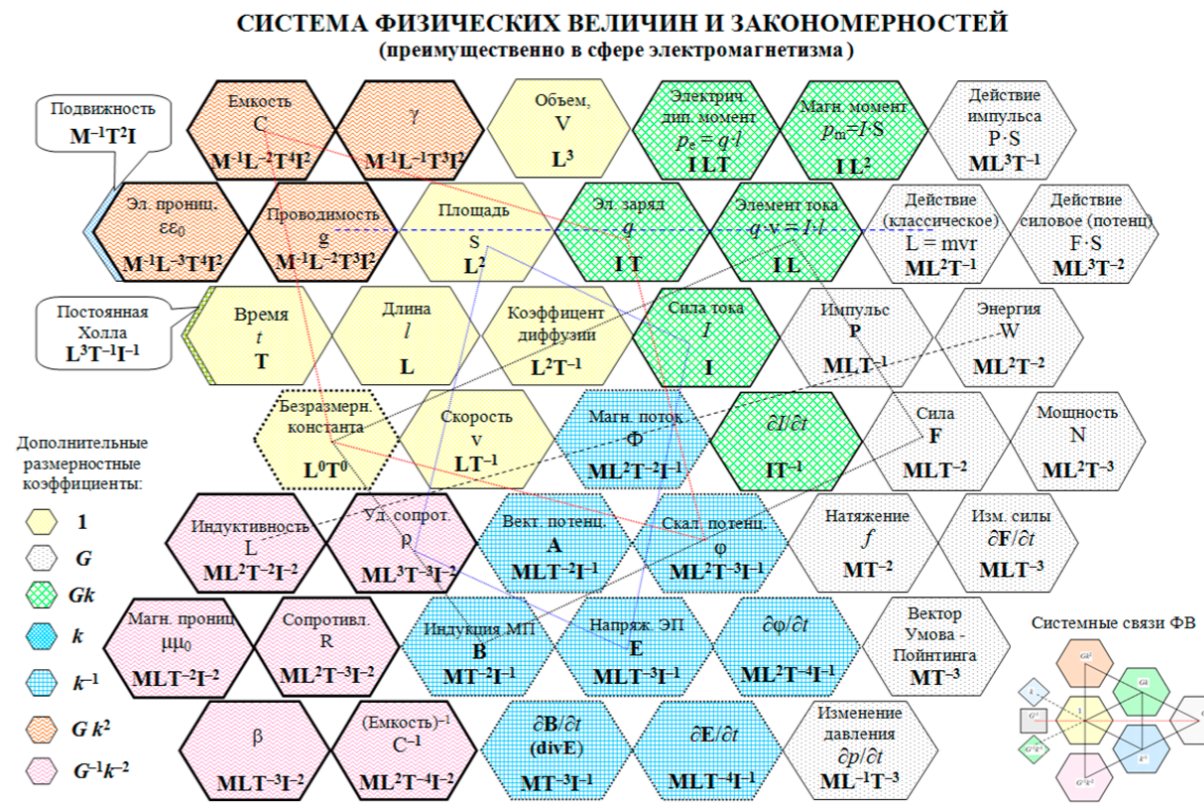 СИСТЕМА ФИЗИЧЕСКИХ ВЕЛИЧИН И ЗАКОНОМЕРНОСТЕЙ
(преимущественно в сфере электромагнетизма)
Подвижность
M⁻¹T²I
Емкость
C
M⁻¹L⁻²T⁴I²
γ
M⁻¹L⁻¹T³I²
Объем,
V
L³
Электрич.
дип. момент
pₑ = q·l
I LT
Магн. момент
pₘ=I·S
I L²
Действие
импульса
P·S
ML³T⁻¹
Эл. прониц.
εε₀
M⁻¹L⁻³T⁴I²
Проводимость
g
M⁻¹L⁻²T³I²
Площадь
S
L²
Эл. заряд
q
I T
Элемент тока
q·v = I·l
I L
Действие
(классическое)
L = mvr
ML²T⁻¹
Действие
силовое (потенц)
F·S
ML³T⁻²
Постоянная
Холла
L³T⁻¹I⁻¹
Время
t
T
Длина
l
L
Коэффицент
диффузии
L²T⁻¹
Сила тока
I
I
Импульс
P
MLT⁻¹
Энергия
W
ML²T⁻²
Безразмерн.
константа
L⁰T⁰
Скорость
v
LT⁻¹
Магн. поток
Φ
ML²T⁻²I⁻¹
∂I/∂t
IT⁻¹
Сила
F
MLT⁻²
Мощность
N
ML²T⁻³
Дополнительные
размерностные
коэффициенты:
1
G
Gk
k
k⁻¹
G k²
G⁻¹k⁻²
Индуктивность
L
ML²T⁻²I⁻²
Уд. сопрот.
ρ
ML³T⁻³I⁻²
Вект. потенц.
A
MLT⁻²I⁻¹
Скал. потенц.
φ
ML²T⁻³I⁻¹
Натяжение
f
MT⁻²
Изм. силы
∂F/∂t
MLT⁻³
Магн. прониц
μμ₀
MLT⁻²I⁻²
Сопротивл.
R
ML²T⁻³I⁻²
Индукция МП
B
MT⁻²I⁻¹
Напряж. ЭП
E
MLT⁻³I⁻¹
∂φ/∂t
ML²T⁻⁴I⁻¹
Вектор
Умова -
Пойнтинга
MT⁻³
Системные связи ФВ
β
MLT⁻³I⁻²
(Емкость)⁻¹
C⁻¹
ML²T⁻⁴I⁻²
∂B/∂t
(divE)
MT⁻³I⁻¹
∂E/∂t
MLT⁻⁴I⁻¹
Изменение
давления
∂p/∂t
ML⁻¹T⁻³